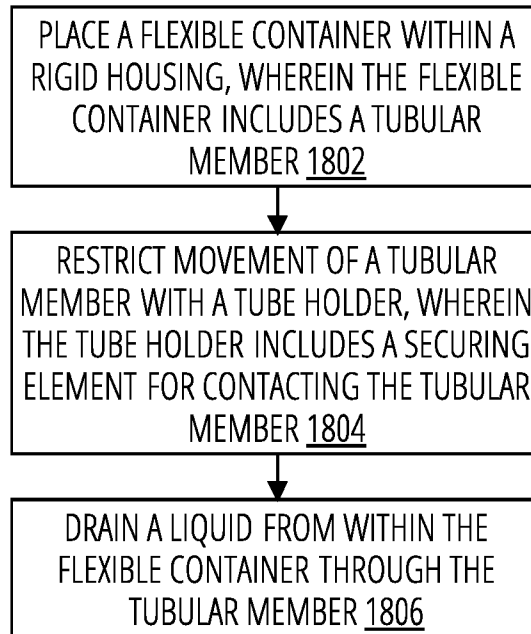 PLACE A FLEXIBLE CONTAINER WITHIN A
RIGID HOUSING, WHEREIN THE FLEXIBLE
CONTAINER INCLUDES A TUBULAR
MEMBER 1802
RESTRICT MOVEMENT OF A TUBULAR
MEMBER WITH A TUBE HOLDER, WHEREIN
THE TUBE HOLDER INCLUDES A SECURING
ELEMENT FOR CONTACTING THE TUBULAR
MEMBER 1804
DRAIN A LIQUID FROM WITHIN THE
FLEXIBLE CONTAINER THROUGH THE
TUBULAR MEMBER 1806